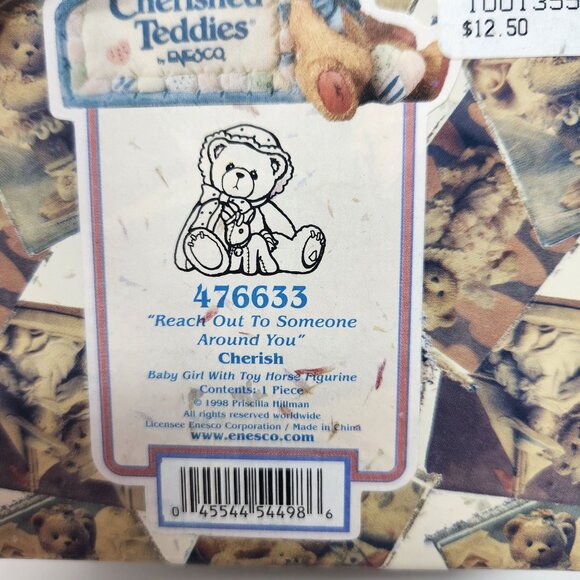 Cherished
Teddies®
by ENESCO
$12.50
476633
"Reach Out To Someone
Around You"
Cherish
Baby Girl With Toy Horse Figurine
Contents: 1 Piece
© 1998 Priscilla Hillman
All rights reserved worldwide
Licensee Enesco Corporation / Made in China
www.enesco.com
0 45544 54498 6